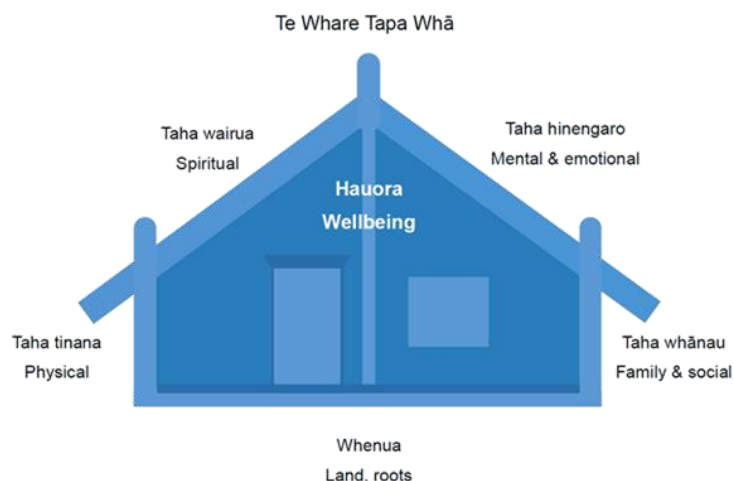 Te Whare Tapa Whā
Taha wairua
Spiritual
Taha hinengaro
Mental & emotional
Hauora
Wellbeing
Taha tinana
Physical
Taha whānau
Family & social
Whenua
Land, roots